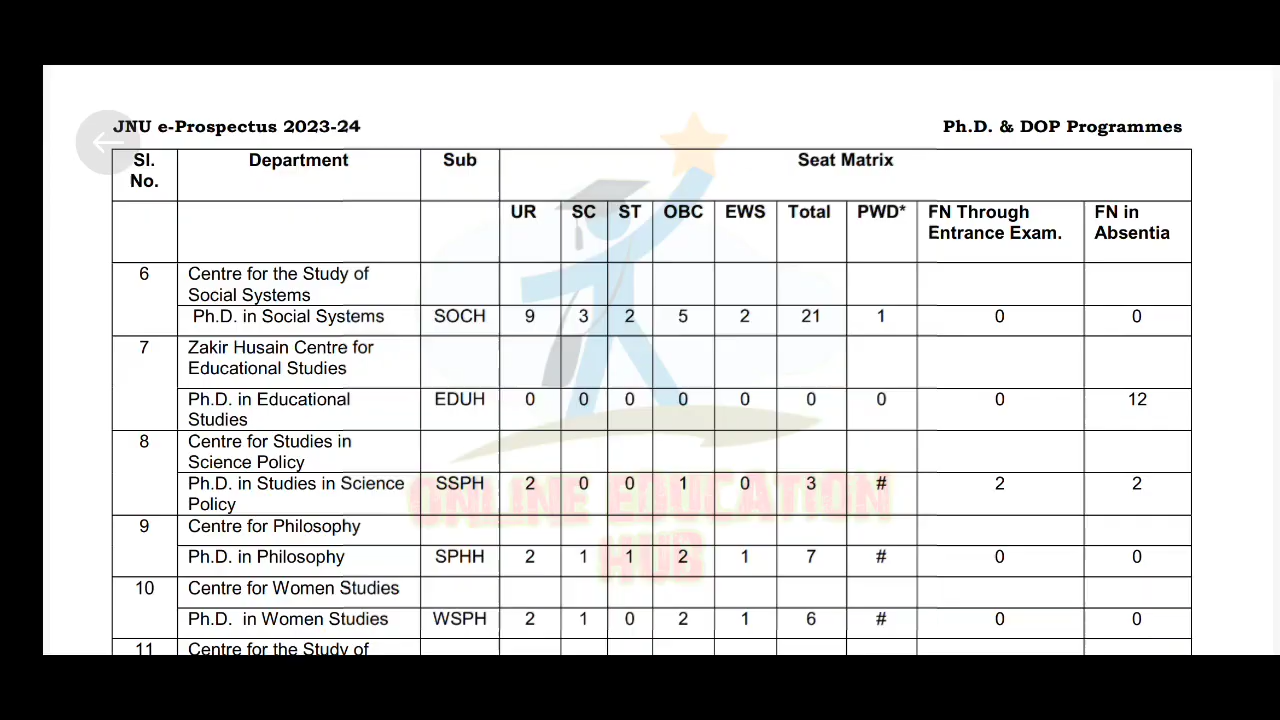 JNU e-Prospectus 2023-24 Ph.D. & DOP Programmes
Sl. No. Department Sub Seat Matrix
UR SC ST OBC EWS Total PWD* FN Through Entrance Exam. FN in Absentia
6 Centre for the Study of
Social Systems
Ph.D. in Social Systems SOCH 9 3 2 5 2 21 1 0 0
7 Zakir Husain Centre for
Educational Studies
Ph.D. in Educational Studies EDUH 0 0 0 0 0 0 0 0 12
8 Centre for Studies in
Science Policy
Ph.D. in Studies in Science Policy SSPH 2 0 0 1 0 3 # 2 2
9 Centre for Philosophy
Ph.D. in Philosophy SPHH 2 1 1 2 1 7 # 0 0
10 Centre for Women Studies
Ph.D. in Women Studies WSPH 2 1 0 2 1 6 # 0 0
11 Centre for the Study of
ONLINE EDUCATION
HUB